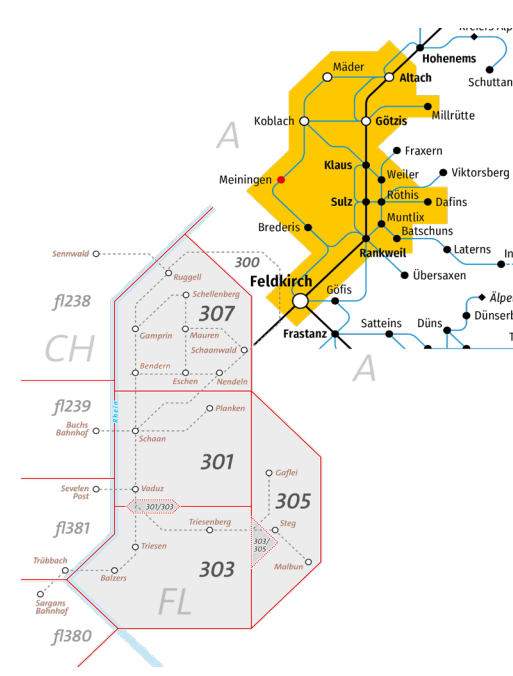 Hohenems
Schuttan
Mäder
Altach
Millrütte
Koblach
Götzis
A
Fraxern
Klaus
Weiler
Viktorsberg
Meiningen
Röthis
Sulz
Dafins
Muntlix
Brederis
Batschuns
Rankweil
Laterns
In
Sennwald
300
Ruggell
Feldkirch
Übersaxen
Göfis
fl238
Schellenberg
307
Älpe
Dünserb
Satteins
Düns
Frastanz
T
CH
Gamprin
Mauren
Schaanwald
A
Bendern
Eschen
Nendeln
fl239
Rhein
Planken
Buchs
Bahnhof
Schaan
301
Gaflei
305
Sevelen
Post
Vaduz
301/303
fl381
Triesenberg
Steg
303/
305
Triesen
Trübbach
Balzers
303
Malbun
Sargans
Bahnhof
FL
fl380